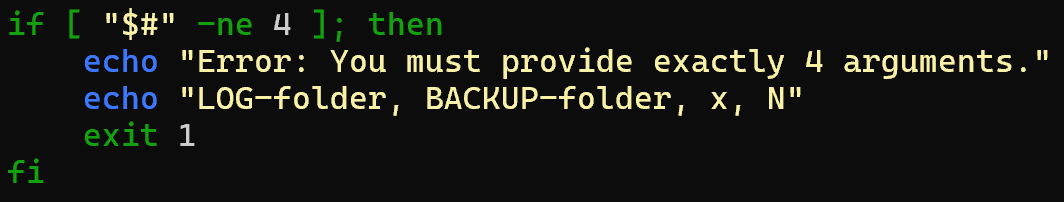 if [ "$#" -ne 4 ]; then
    echo "Error: You must provide exactly 4 arguments."
    echo "LOG-folder, BACKUP-folder, x, N"
    exit 1
fi